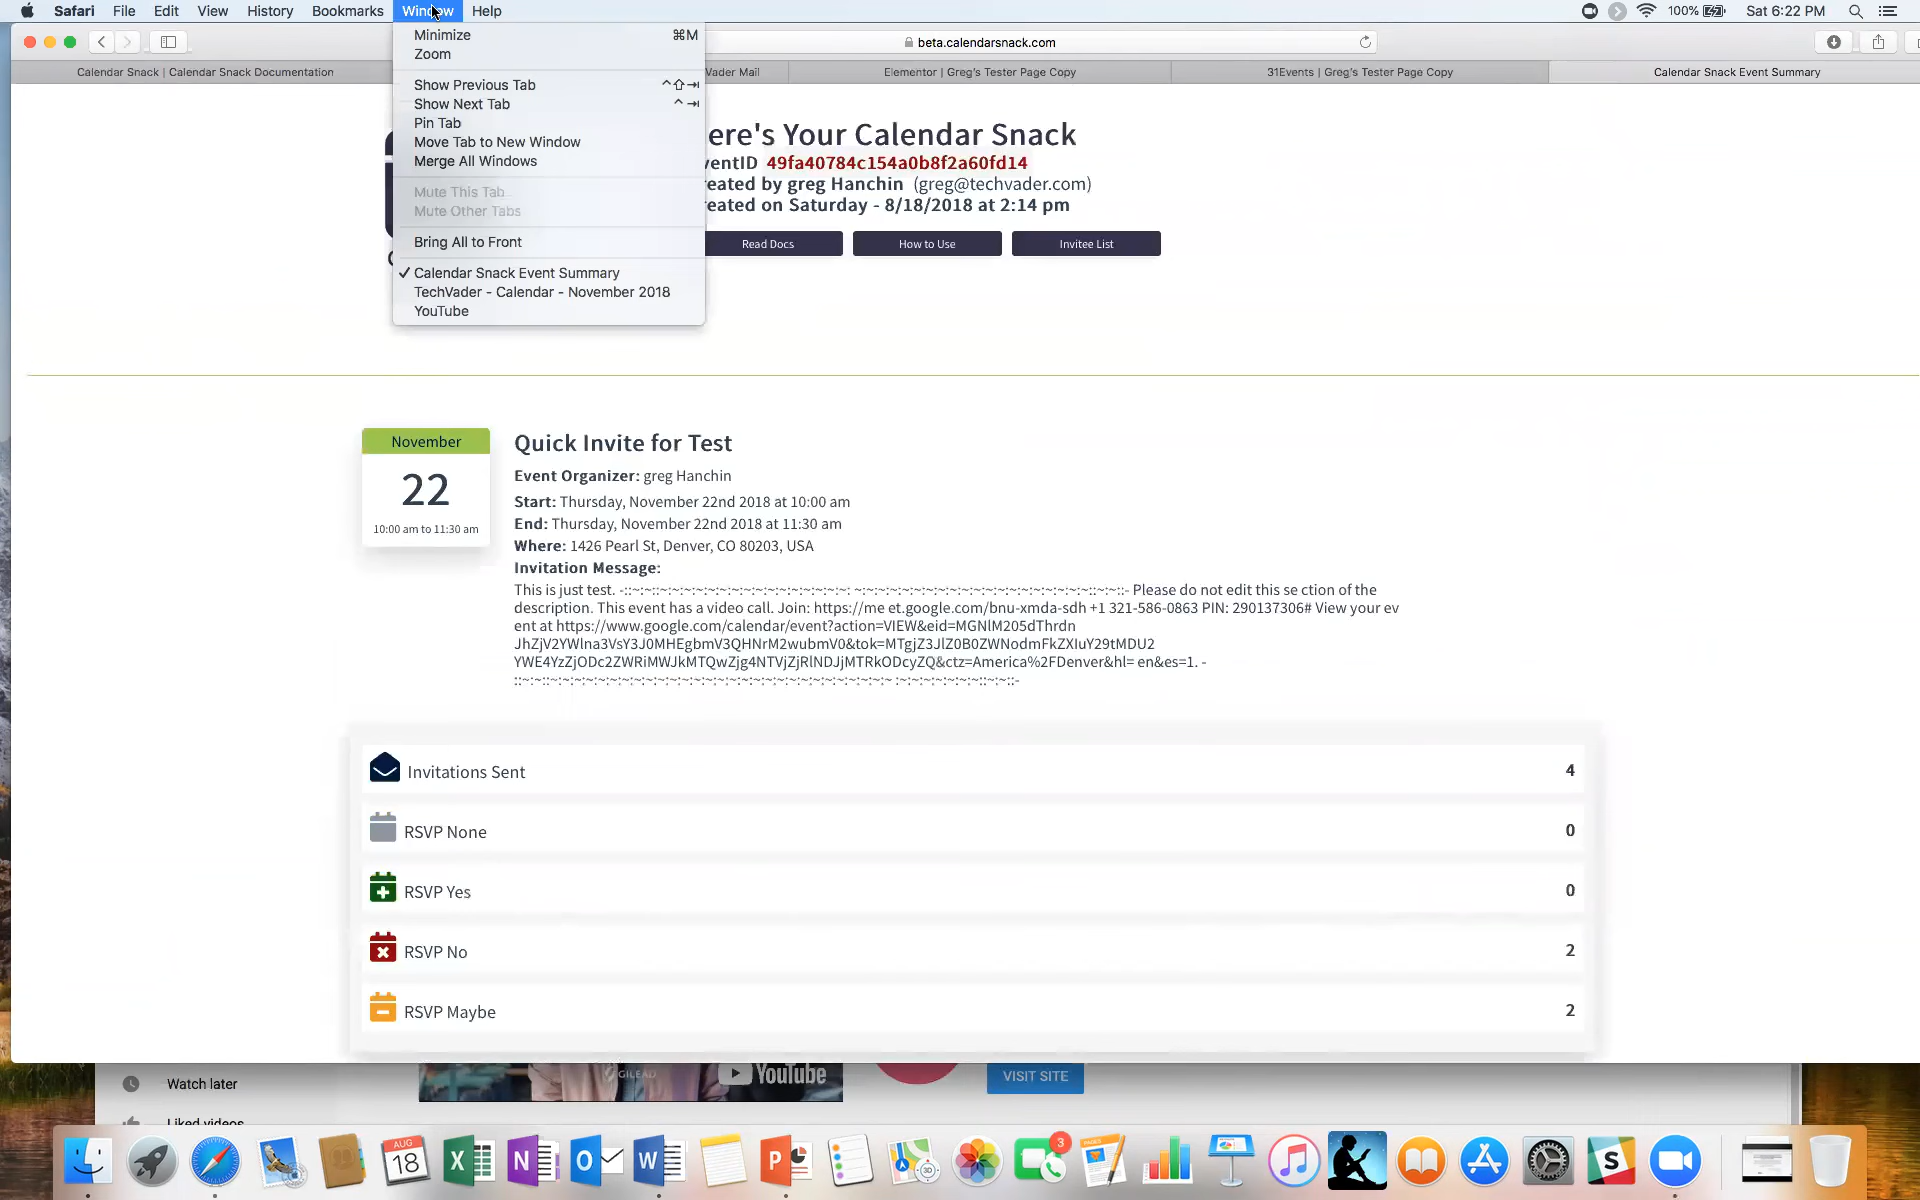 Safari File Edit View History Bookmarks Window Help 100% Sat 6:22 PM
beta.calendarsnack.com
Calendar Snack | Calendar Snack Documentation Vader Mail Elementor | Greg's Tester Page Copy 31Events | Greg's Tester Page Copy Calendar Snack Event Summary
Minimize ⌘M
Zoom
Show Previous Tab ⌃⇧⇥
Show Next Tab ⌃⇥
Pin Tab
Move Tab to New Window
Merge All Windows
Mute This Tab
Mute Other Tabs
Bring All to Front
✓ Calendar Snack Event Summary
TechVader - Calendar - November 2018
YouTube
ere's Your Calendar Snack
entID 49fa40784c154a0b8f2a60fd14
eated by greg Hanchin (greg@techvader.com)
eated on Saturday - 8/18/2018 at 2:14 pm
Read Docs How to Use Invitee List
November
22
10:00 am to 11:30 am
Quick Invite for Test
Event Organizer: greg Hanchin
Start: Thursday, November 22nd 2018 at 10:00 am
End: Thursday, November 22nd 2018 at 11:30 am
Where: 1426 Pearl St, Denver, CO 80203, USA
Invitation Message:
This is just test. -::~:~::~:~:~:~:~:~:~:~:~:~:~:~:~:~:~:~:~: ~:~:~:~:~:~:~:~:~:~:~:~:~:~:~:~:~:~:~:~::~:~::- Please do not edit this se ction of the
description. This event has a video call. Join: https://me et.google.com/bnu-xmda-sdh +1 321-586-0863 PIN: 290137306# View your ev
ent at https://www.google.com/calendar/event?action=VIEW&eid=MGNlM205dThrdn
JhZjV2YWlna3VsY3J0MHEgbmV3QHNrM2wubmV0&tok=MTgjZ3JlZ0B0ZWNodmFkZXIuY29tMDU2
YWE4YzZjODc2ZWRiMWJkMTQwZjg4NTVjZjRlNDJjMTRkODcyZQ&ctz=America%2FDenver&hl= en&es=1. -
::~:~::~:~:~:~:~:~:~:~:~:~:~:~:~:~:~:~:~:~:~:~:~:~:~:~:~:~:~:~:~ :~:~:~:~:~:~::~:~::-
Invitations Sent 4
RSVP None 0
RSVP Yes 0
RSVP No 2
RSVP Maybe 2
Watch later
GILEAD
YouTube
VISIT SITE
Liked videos
AUG
18
X
N
O
W
P
3D
3
PAGES
S